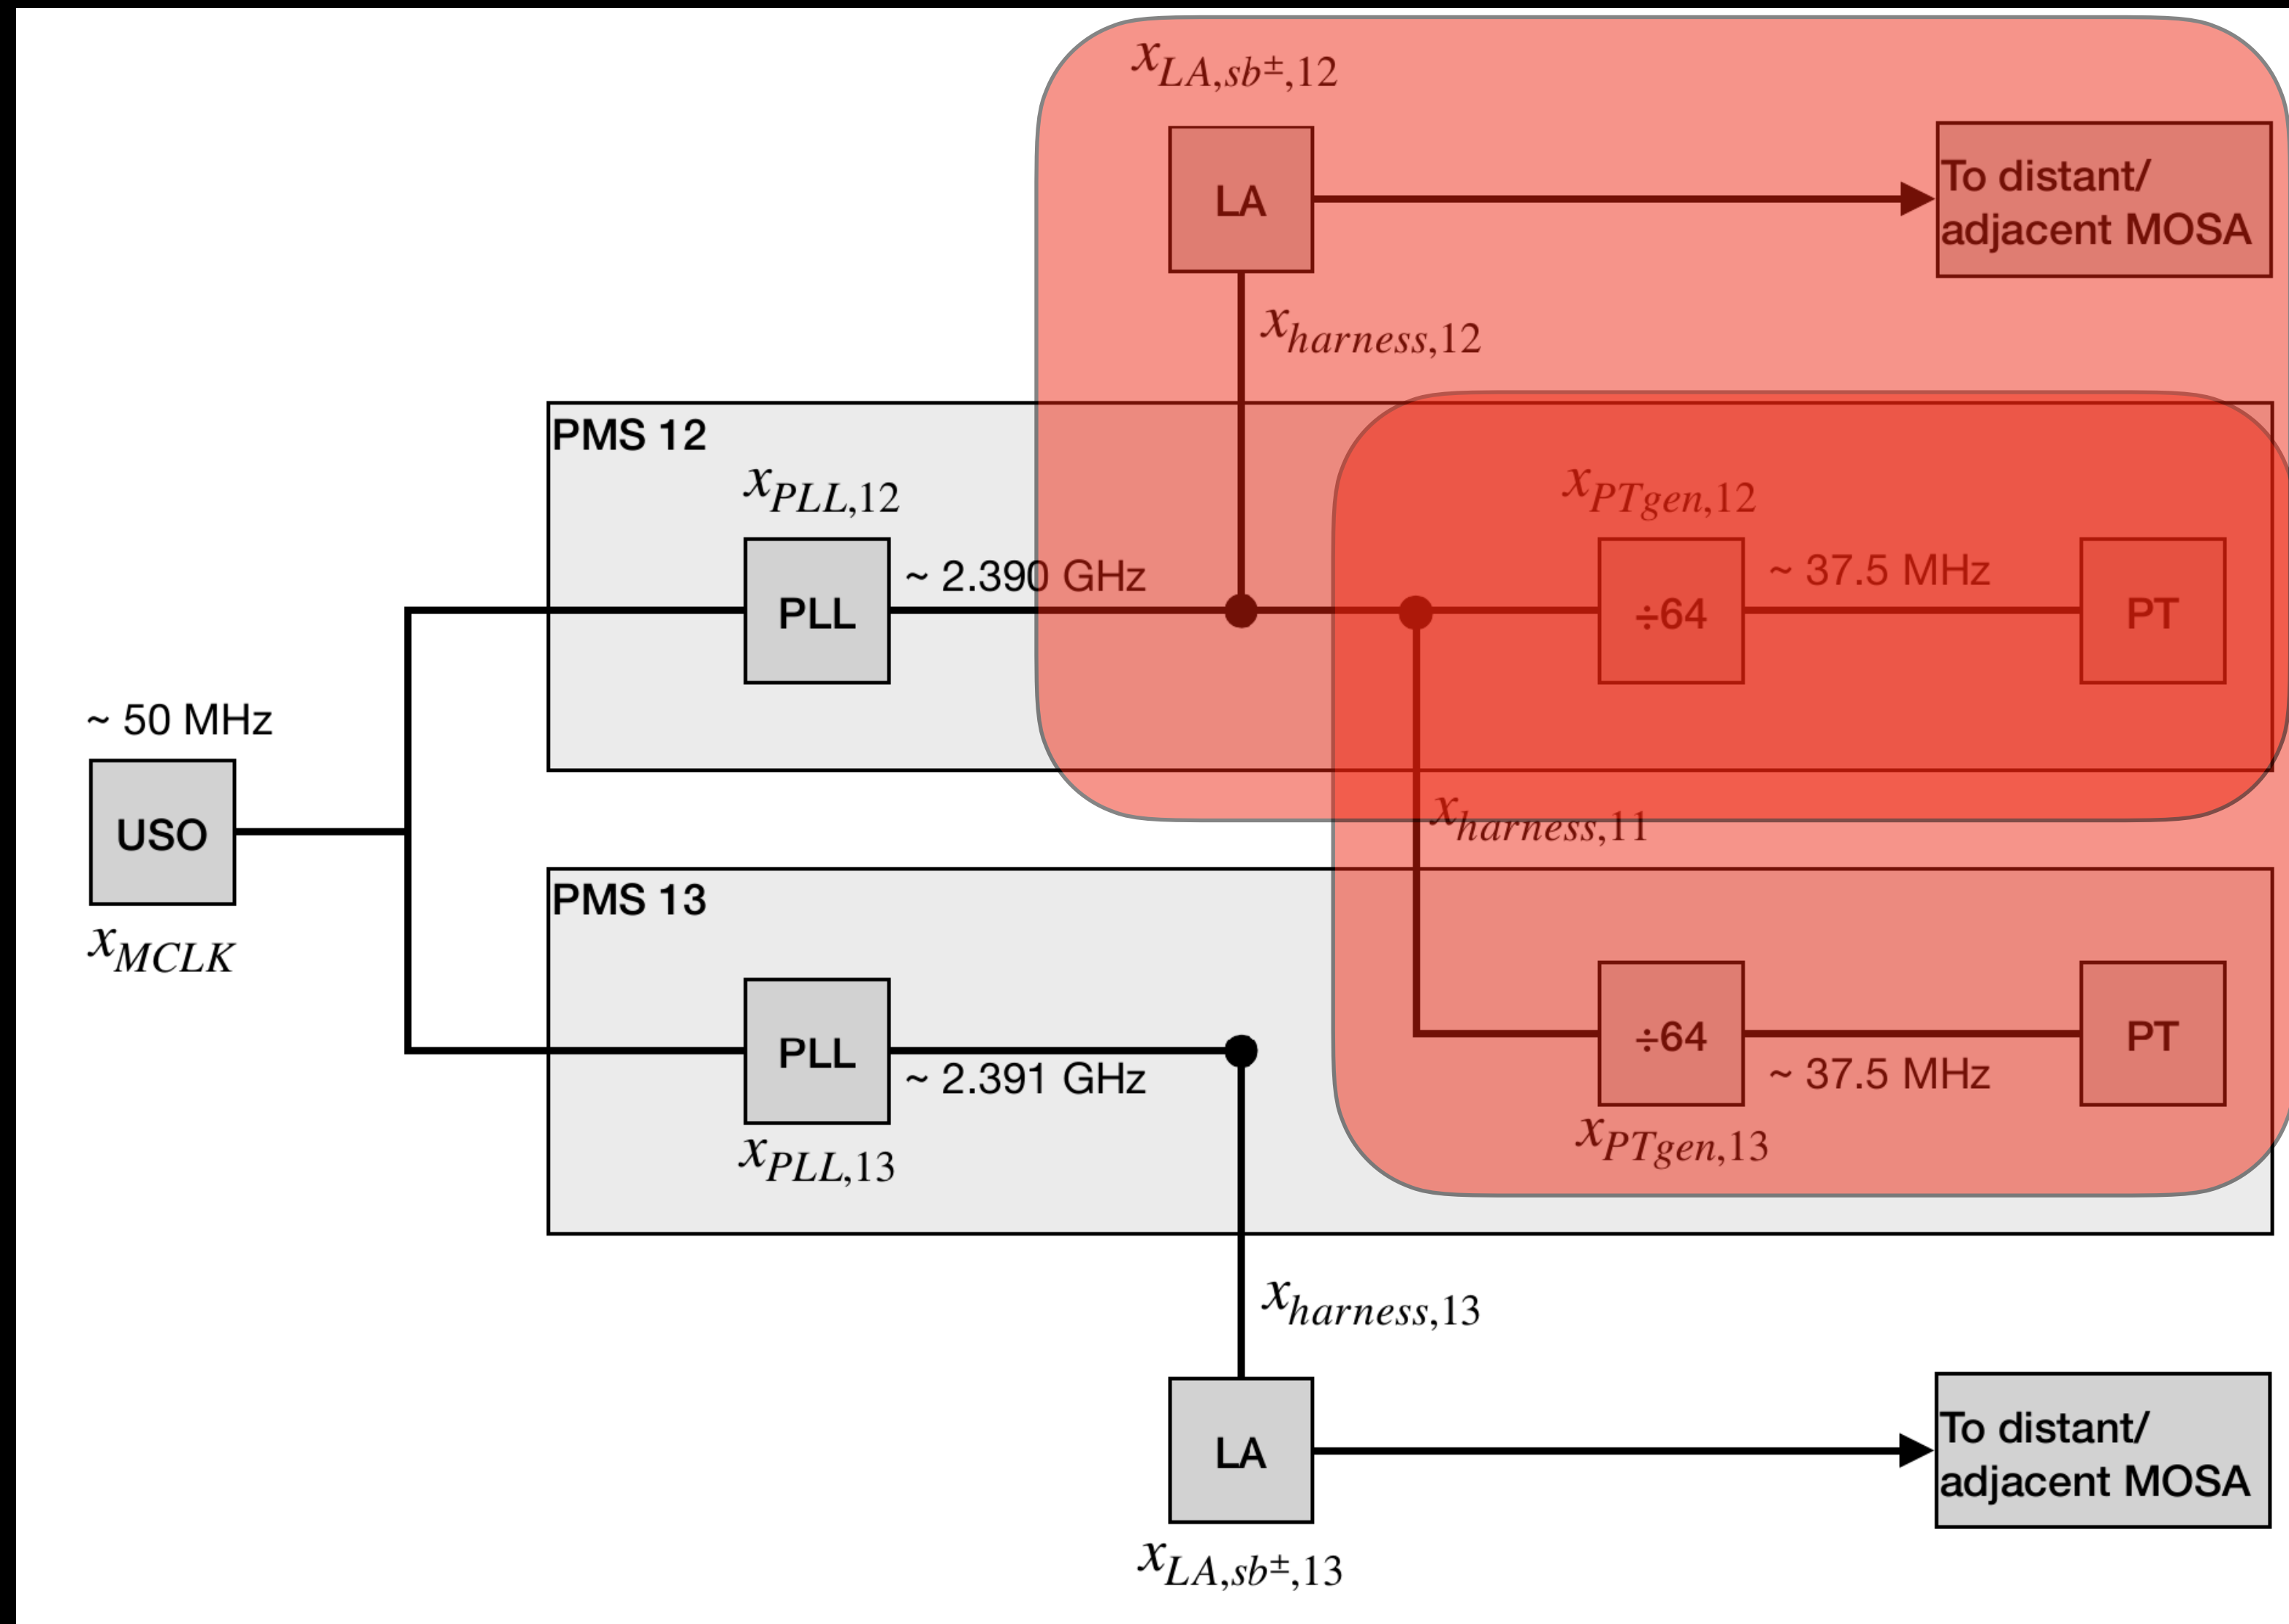 x_{LA,sb^±,12}
LA
To distant/
adjacent MOSA
x_{harness,12}
PMS 12
x_{PLL,12}
x_{PTgen,12}
PLL
~ 2.390 GHz
÷64
~ 37.5 MHz
PT
~ 50 MHz
USO
x_{MCLK}
x_{harness,11}
PMS 13
PLL
~ 2.391 GHz
÷64
~ 37.5 MHz
PT
x_{PLL,13}
x_{PTgen,13}
x_{harness,13}
LA
To distant/
adjacent MOSA
x_{LA,sb^±,13}